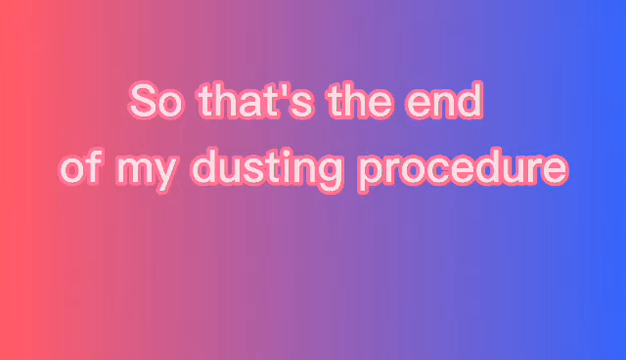 So that's the end
of my dusting procedure